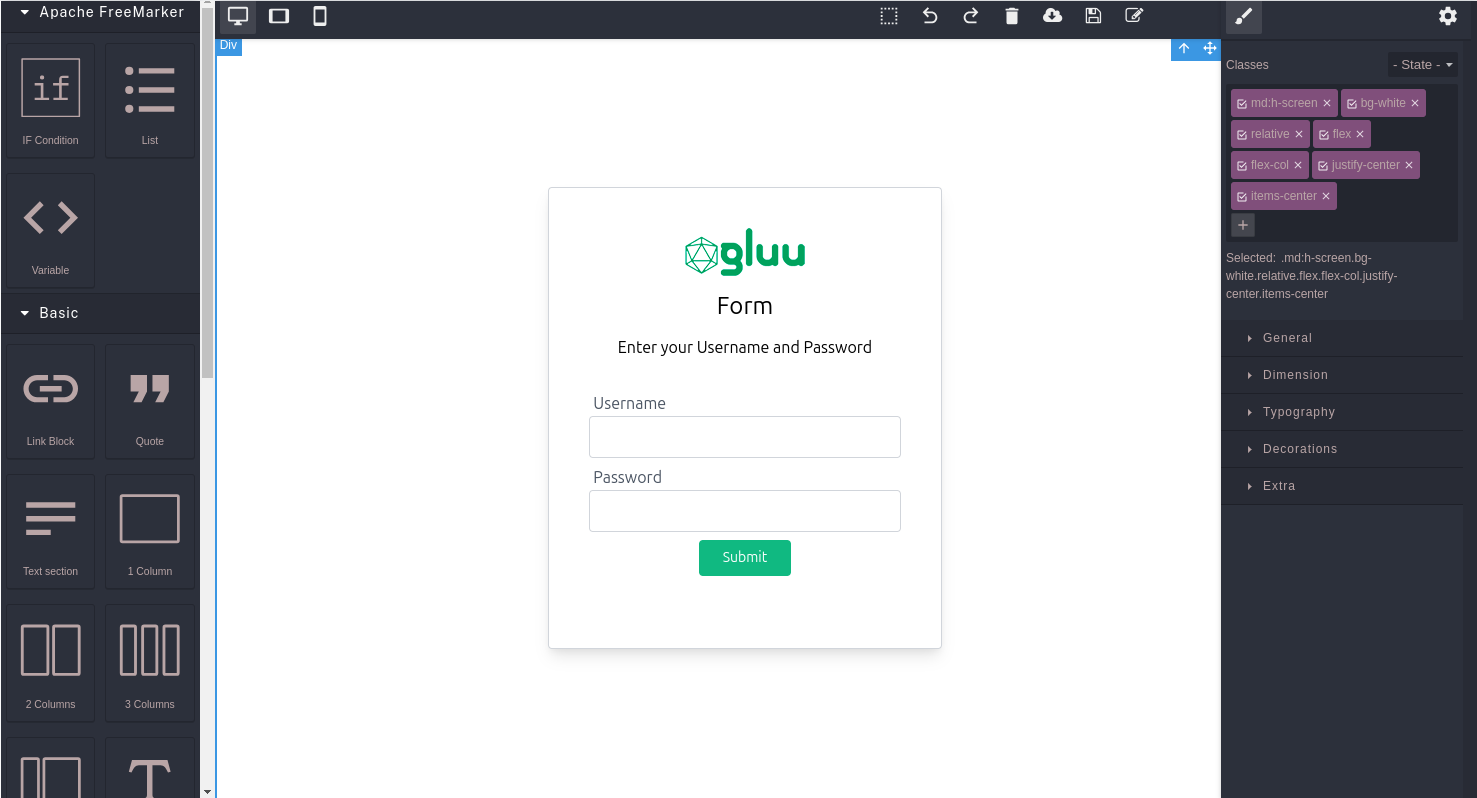 Apache FreeMarker
if
IF Condition
List
Variable
Basic
Link Block
Quote
Text section
1 Column
2 Columns
3 Columns
T
Div
gluu
Form
Enter your Username and Password
Username
Password
Submit
Classes
- State -
md:h-screen
bg-white
relative
flex
flex-col
justify-center
items-center
Selected: .md:h-screen.bg-
white.relative.flex.flex-col.justify-
center.items-center
General
Dimension
Typography
Decorations
Extra